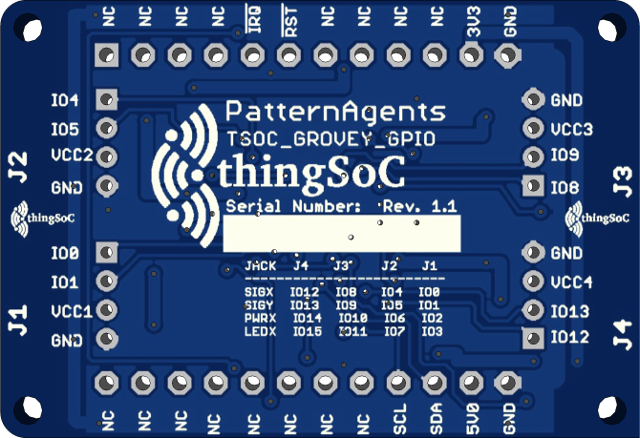 NC NC NC NC IRQ RST NC NC NC NC 3V3 GND
IO4
IO5
VCC2
GND
J2
thingSoC
IO0
IO1
VCC1
GND
J1
PatternAgents
TSOC_GROVEY_GPIO
thingSoC
Serial Number: Rev. 1.1
JACK J4 J3 J2 J1
------------------------
SIGX IO12 IO8 IO4 IO0
SIGY IO13 IO9 IO5 IO1
PWRX IO14 IO10 IO6 IO2
LEDX IO15 IO11 IO7 IO3
GND
VCC3
IO9
IO8
J3
thingSoC
GND
VCC4
IO13
IO12
J4
NC NC NC NC NC NC NC NC SCL SDA 5V0 GND